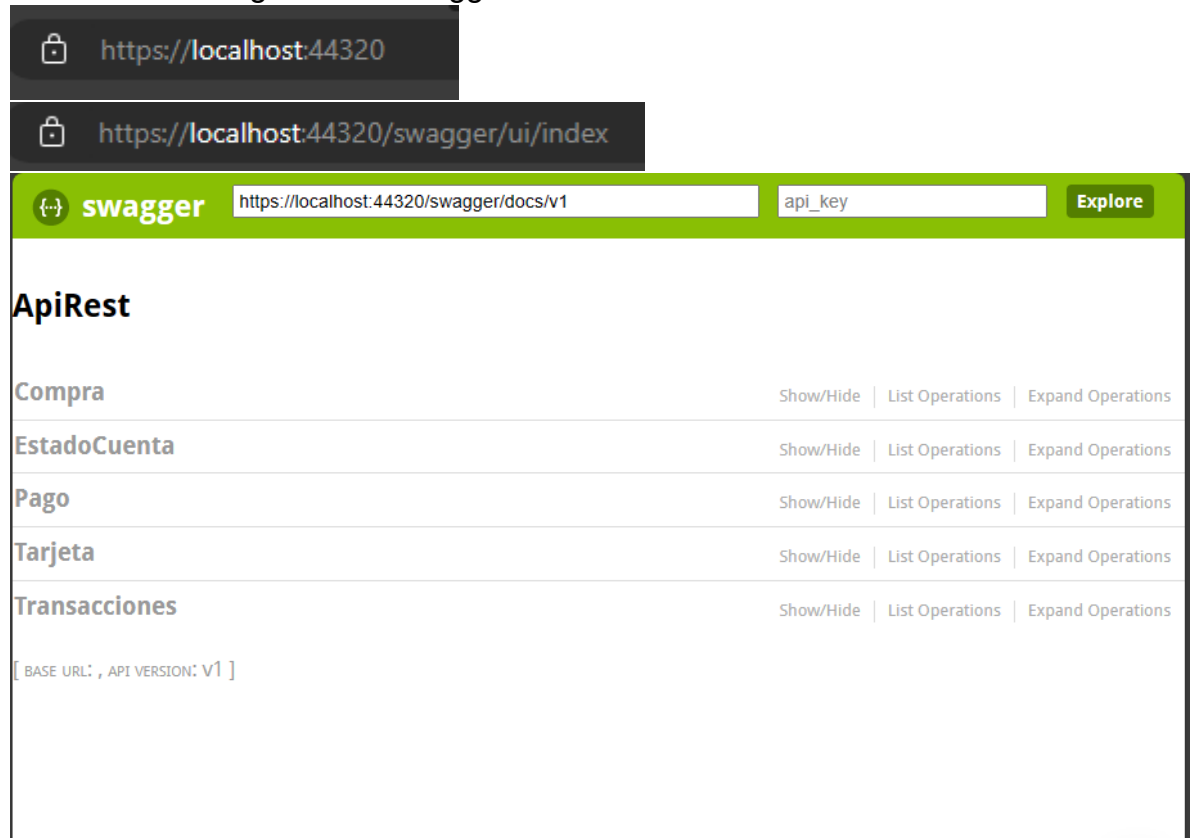 https://localhost:44320
https://localhost:44320/swagger/ui/index
{··} swagger https://localhost:44320/swagger/docs/v1 api_key Explore
ApiRest
Compra Show/Hide List Operations Expand Operations
EstadoCuenta Show/Hide List Operations Expand Operations
Pago Show/Hide List Operations Expand Operations
Tarjeta Show/Hide List Operations Expand Operations
Transacciones Show/Hide List Operations Expand Operations
[ BASE URL: , API VERSION: V1 ]